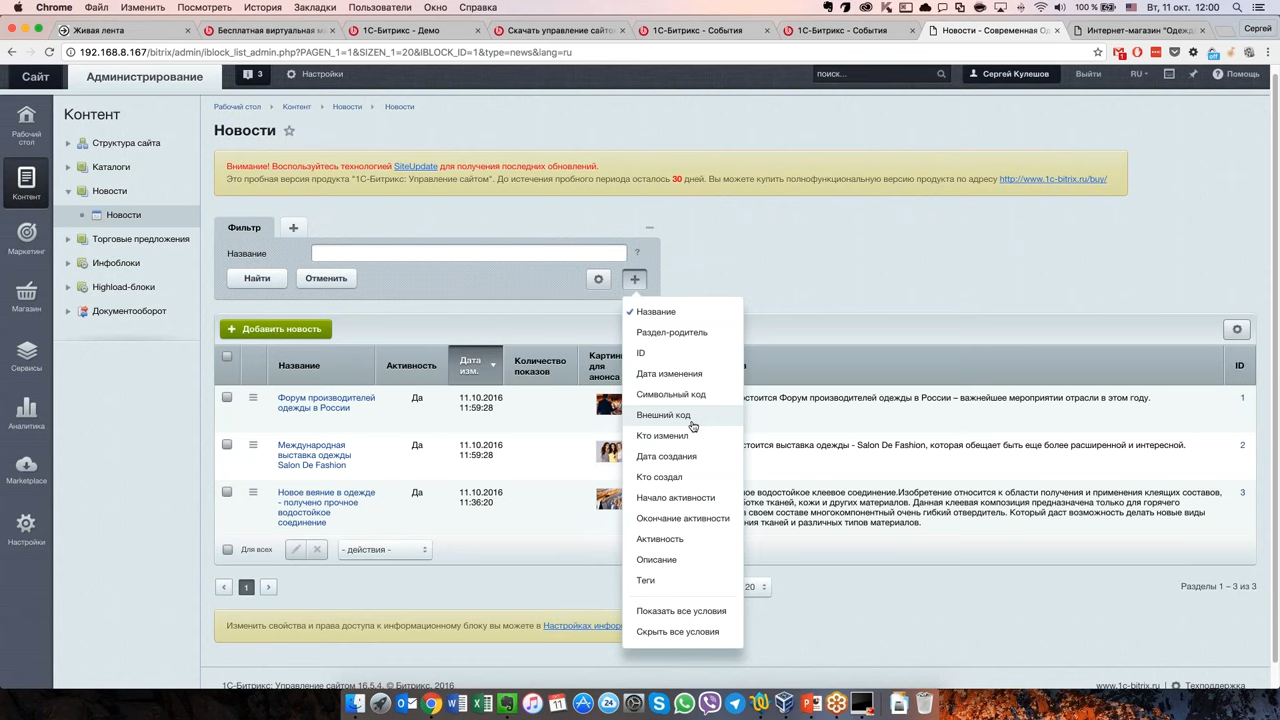 Chrome Файл Изменить Посмотреть История Закладки Пользователи Окно Справка 100 % Вт, 11 окт. 12:00
Живая лента
Бесплатная виртуальная м
1С-Битрикс - Демо
Скачать управление сайтом
1С-Битрикс - События
1С-Битрикс - События
Новости - Современная Од
Интернет-магазин "Одежд
Сергей
192.168.8.167/bitrix/admin/iblock_list_admin.php?PAGEN_1=1&SIZEN_1=20&IBLOCK_ID=1&type=news&lang=ru
Сайт Администрование 3 Настройки поиск... Сергей Кулешов Выйти RU Помощь
Рабочий стол
Контент
Маркетинг
Магазин
Сервисы
Аналитика
Marketplace
Настройки
Контент
Структура сайта
Каталоги
Новости
Новости
Торговые предложения
Инфоблоки
Highload-блоки
Документооборот
Рабочий стол Контент Новости Новости
Новости
Внимание! Воспользуйтесь технологией SiteUpdate для получения последних обновлений.
Это пробная версия продукта "1С-Битрикс: Управление сайтом". До истечения пробного периода осталось 30 дней. Вы можете купить полнофункциональную версию продукта по адресу http://www.1c-bitrix.ru/buy/
Фильтр +
Название ?
Найти Отменить
Название
Раздел-родитель
ID
Дата изменения
Символьный код
Внешний код
Кто изменил
Дата создания
Кто создал
Начало активности
Окончание активности
Активность
Описание
Теги
Показать все условия
Скрыть все условия
+ Добавить новость
Название Активность Дата изм. Количество показов Картин для анонса ID
Форум производителей одежды в России Да 11.10.2016 11:59:28 Форум производителей одежды в России – важнейшее мероприятие отрасли в этом году. 1
Международная выставка одежды Salon De Fashion Да 11.10.2016 11:59:28 выставка одежды - Salon De Fashion, которая обещает быть еще более расширенной и интересной. 2
Новое веяние в одежде - получено прочное водостойкое соединение Да 11.10.2016 11:36:20 водостойкое клеевое соединение.Изобретение относится к области получения и применения клеящих составов, 3
тканей, кожи и других материалов. Данная клеевая композиция предназначена только для горячего
в своем составе многокомпонентный очень гибкий отвердитель. Который даст возможность делать новые виды
тканей и различных типов материалов.
Для всех - действия -
1 20 Разделы 1 – 3 из 3
Изменить свойства и права доступа к информационному блоку вы можете в Настройках инфор
1С-Битрикс: Управление сайтом 16.5.4. © Битрикс, 2016 www.1c-bitrix.ru Техподдержка